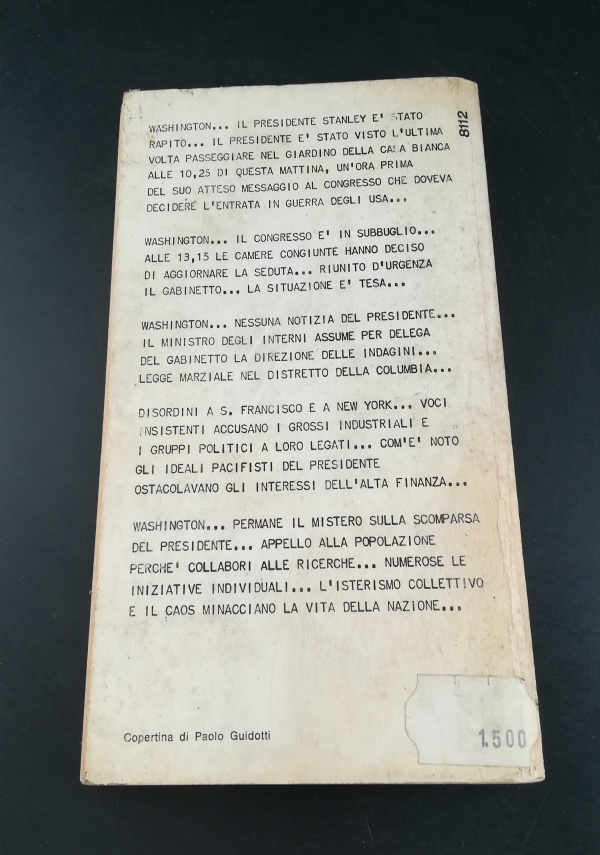 WASHINGTON... IL PRESIDENTE STANLEY E' STATO
RAPITO... IL PRESIDENTE E' STATO VISTO L'ULTIMA
VOLTA PASSEGGIARE NEL GIARDINO DELLA CASA BIANCA
ALLE 10,25 DI QUESTA MATTINA, UN'ORA PRIMA
DEL SUO ATTESO MESSAGGIO AL CONGRESSO CHE DOVEVA
DECIDERE L'ENTRATA IN GUERRA DEGLI USA...
8112
WASHINGTON... IL CONGRESSO E' IN SUBBUGLIO...
ALLE 13,15 LE CAMERE CONGIUNTE HANNO DECISO
DI AGGIORNARE LA SEDUTA... RIUNITO D'URGENZA
IL GABINETTO... LA SITUAZIONE E' TESA...
WASHINGTON... NESSUNA NOTIZIA DEL PRESIDENTE...
IL MINISTRO DEGLI INTERNI ASSUME PER DELEGA
DEL GABINETTO LA DIREZIONE DELLE INDAGINI...
LEGGE MARZIALE NEL DISTRETTO DELLA COLUMBIA...
DISORDINI A S. FRANCISCO E A NEW YORK... VOCI
INSISTENTI ACCUSANO I GROSSI INDUSTRIALI E
I GRUPPI POLITICI A LORO LEGATI... COM'E' NOTO
GLI IDEALI PACIFISTI DEL PRESIDENTE
OSTACOLAVANO GLI INTERESSI DELL'ALTA FINANZA...
WASHINGTON... PERMANE IL MISTERO SULLA SCOMPARSA
DEL PRESIDENTE... APPELLO ALLA POPOLAZIONE
PERCHE' COLLABORI ALLE RICERCHE... NUMEROSE LE
INIZIATIVE INDIVIDUALI... L'ISTERISMO COLLETTIVO
E IL CAOS MINACCIANO LA VITA DELLA NAZIONE...
Copertina di Paolo Guidotti
1.500